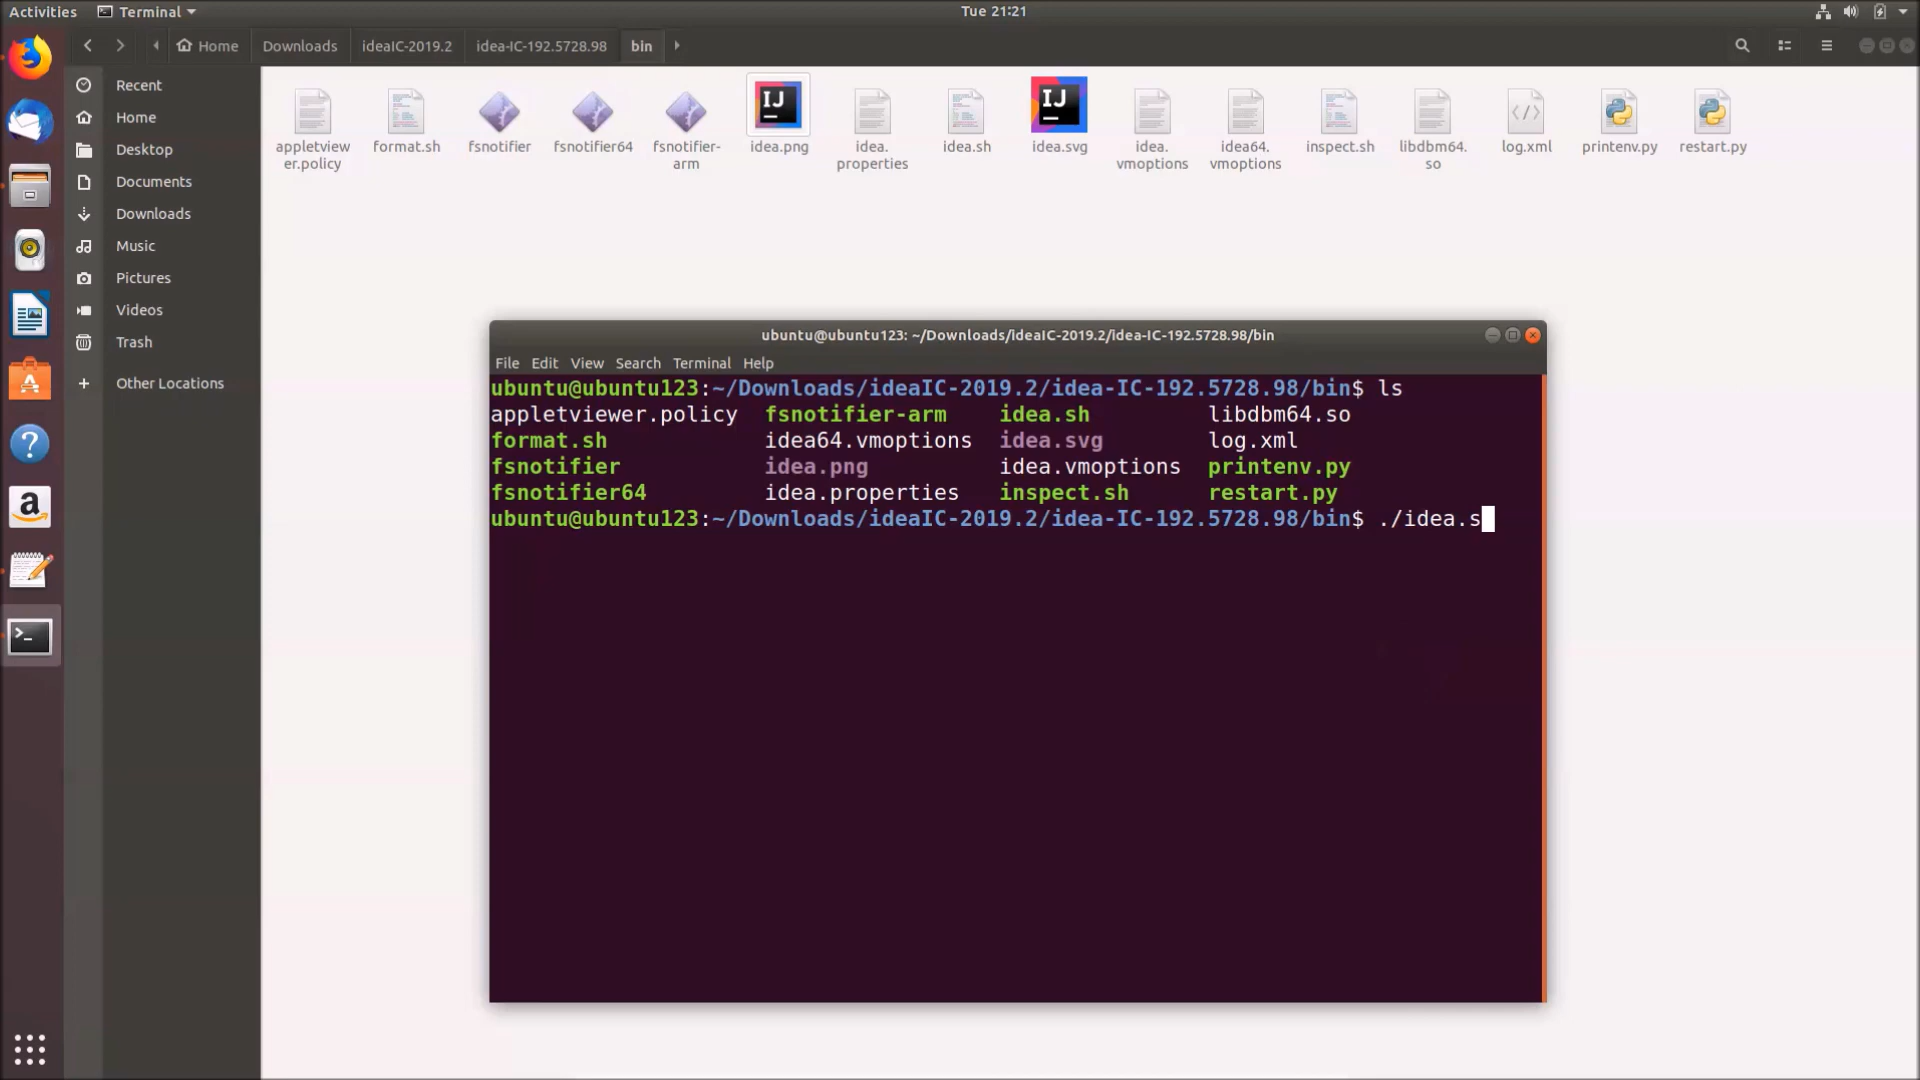 Activities Terminal Tue 21:21
Home Downloads ideaIC-2019.2 idea-IC-192.5728.98 bin
Recent
Home
Desktop
Documents
Downloads
Music
Pictures
Videos
Trash
Other Locations
IJ IJ
appletview format.sh fsnotifier fsnotifier64 fsnotifier- idea.png idea. idea.sh idea.svg idea. idea64. inspect.sh libdbm64. log.xml printenv.py restart.py
er.policy arm properties vmoptions vmoptions so
ubuntu@ubuntu123: ~/Downloads/ideaIC-2019.2/idea-IC-192.5728.98/bin
File Edit View Search Terminal Help
ubuntu@ubuntu123:~/Downloads/ideaIC-2019.2/idea-IC-192.5728.98/bin$ ls
appletviewer.policy fsnotifier-arm idea.sh libdbm64.so
format.sh idea64.vmoptions idea.svg log.xml
fsnotifier idea.png idea.vmoptions printenv.py
fsnotifier64 idea.properties inspect.sh restart.py
ubuntu@ubuntu123:~/Downloads/ideaIC-2019.2/idea-IC-192.5728.98/bin$ ./idea.s